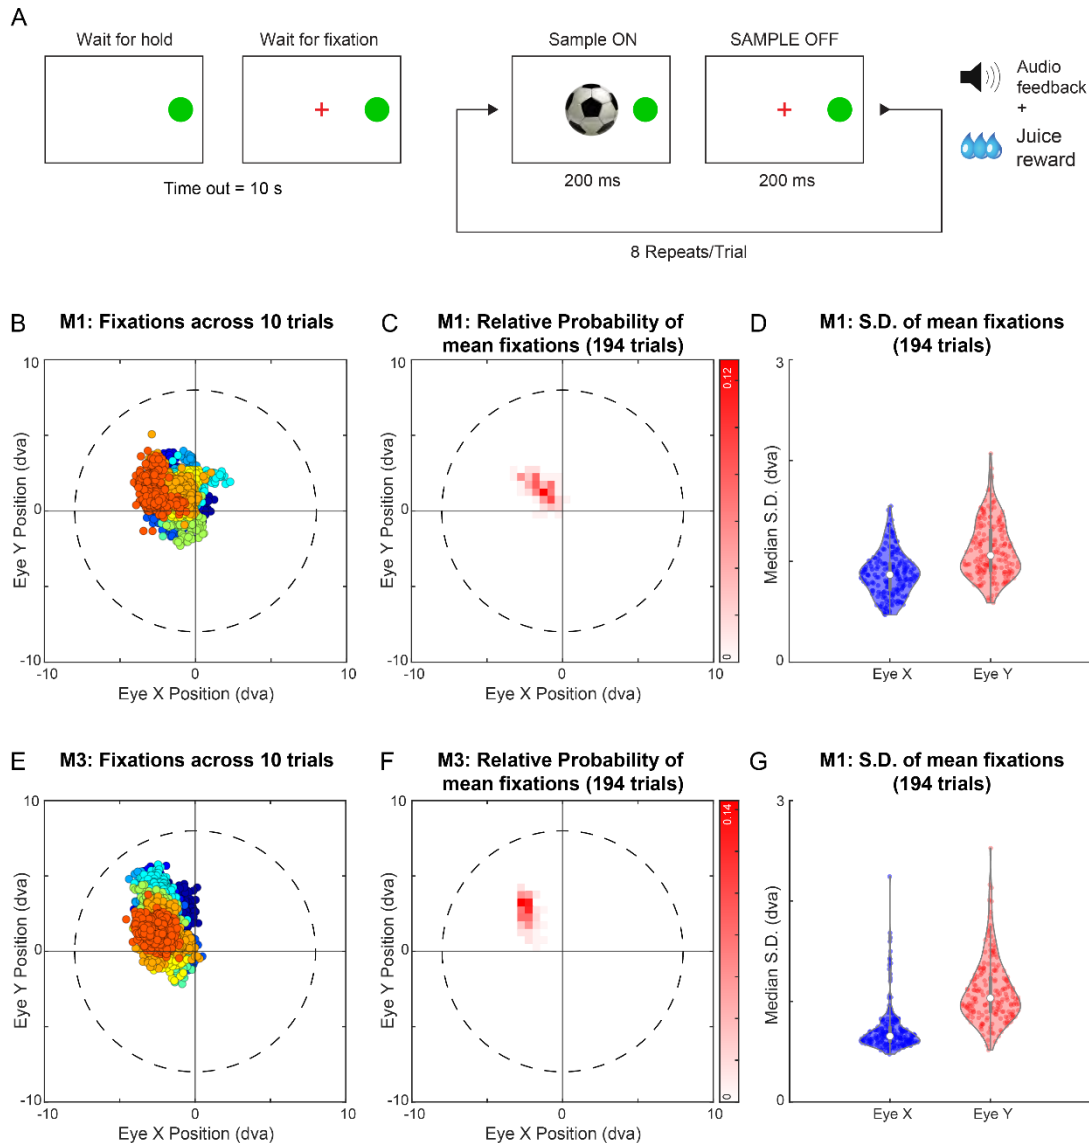 A
Wait for hold
Wait for fixation
Sample ON
SAMPLE OFF
Audio
feedback
+
Juice
reward
Time out = 10 s
200 ms
200 ms
8 Repeats/Trial
B
M1: Fixations across 10 trials
10
0
-10
-10
0
10
Eye Y Position (dva)
Eye X Position (dva)
C
M1: Relative Probability of
mean fixations (194 trials)
10
0
-10
-10
0
10
Eye Y Position (dva)
Eye X Position (dva)
0.12
0
D
M1: S.D. of mean fixations
(194 trials)
3
0
Median S.D. (dva)
Eye X
Eye Y
E
M3: Fixations across 10 trials
10
0
-10
-10
0
10
Eye Y Position (dva)
Eye X Position (dva)
F
M3: Relative Probability of
mean fixations (194 trials)
10
0
-10
-10
0
10
Eye Y Position (dva)
Eye X Position (dva)
0.14
0
G
M1: S.D. of mean fixations
(194 trials)
3
0
Median S.D. (dva)
Eye X
Eye Y